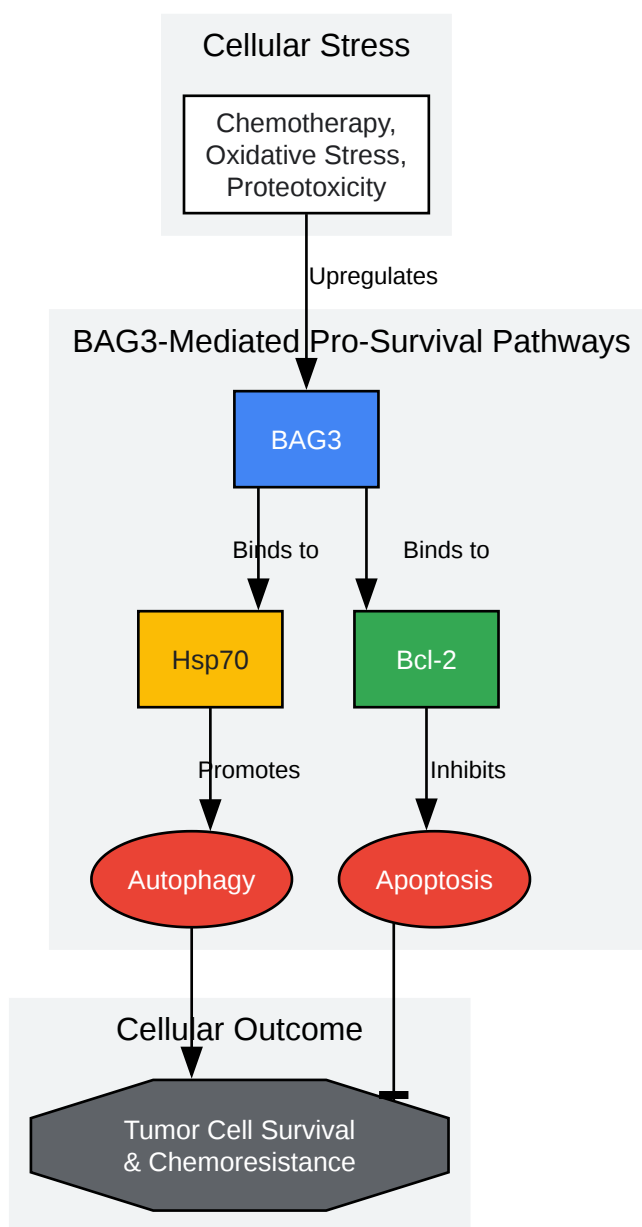 Cellular Stress
Chemotherapy,
Oxidative Stress,
Proteotoxicity
Upregulates
BAG3-Mediated Pro-Survival Pathways
BAG3
Binds to
Binds to
Hsp70
Bcl-2
Promotes
Inhibits
Autophagy
Apoptosis
Cellular Outcome
Tumor Cell Survival
& Chemoresistance